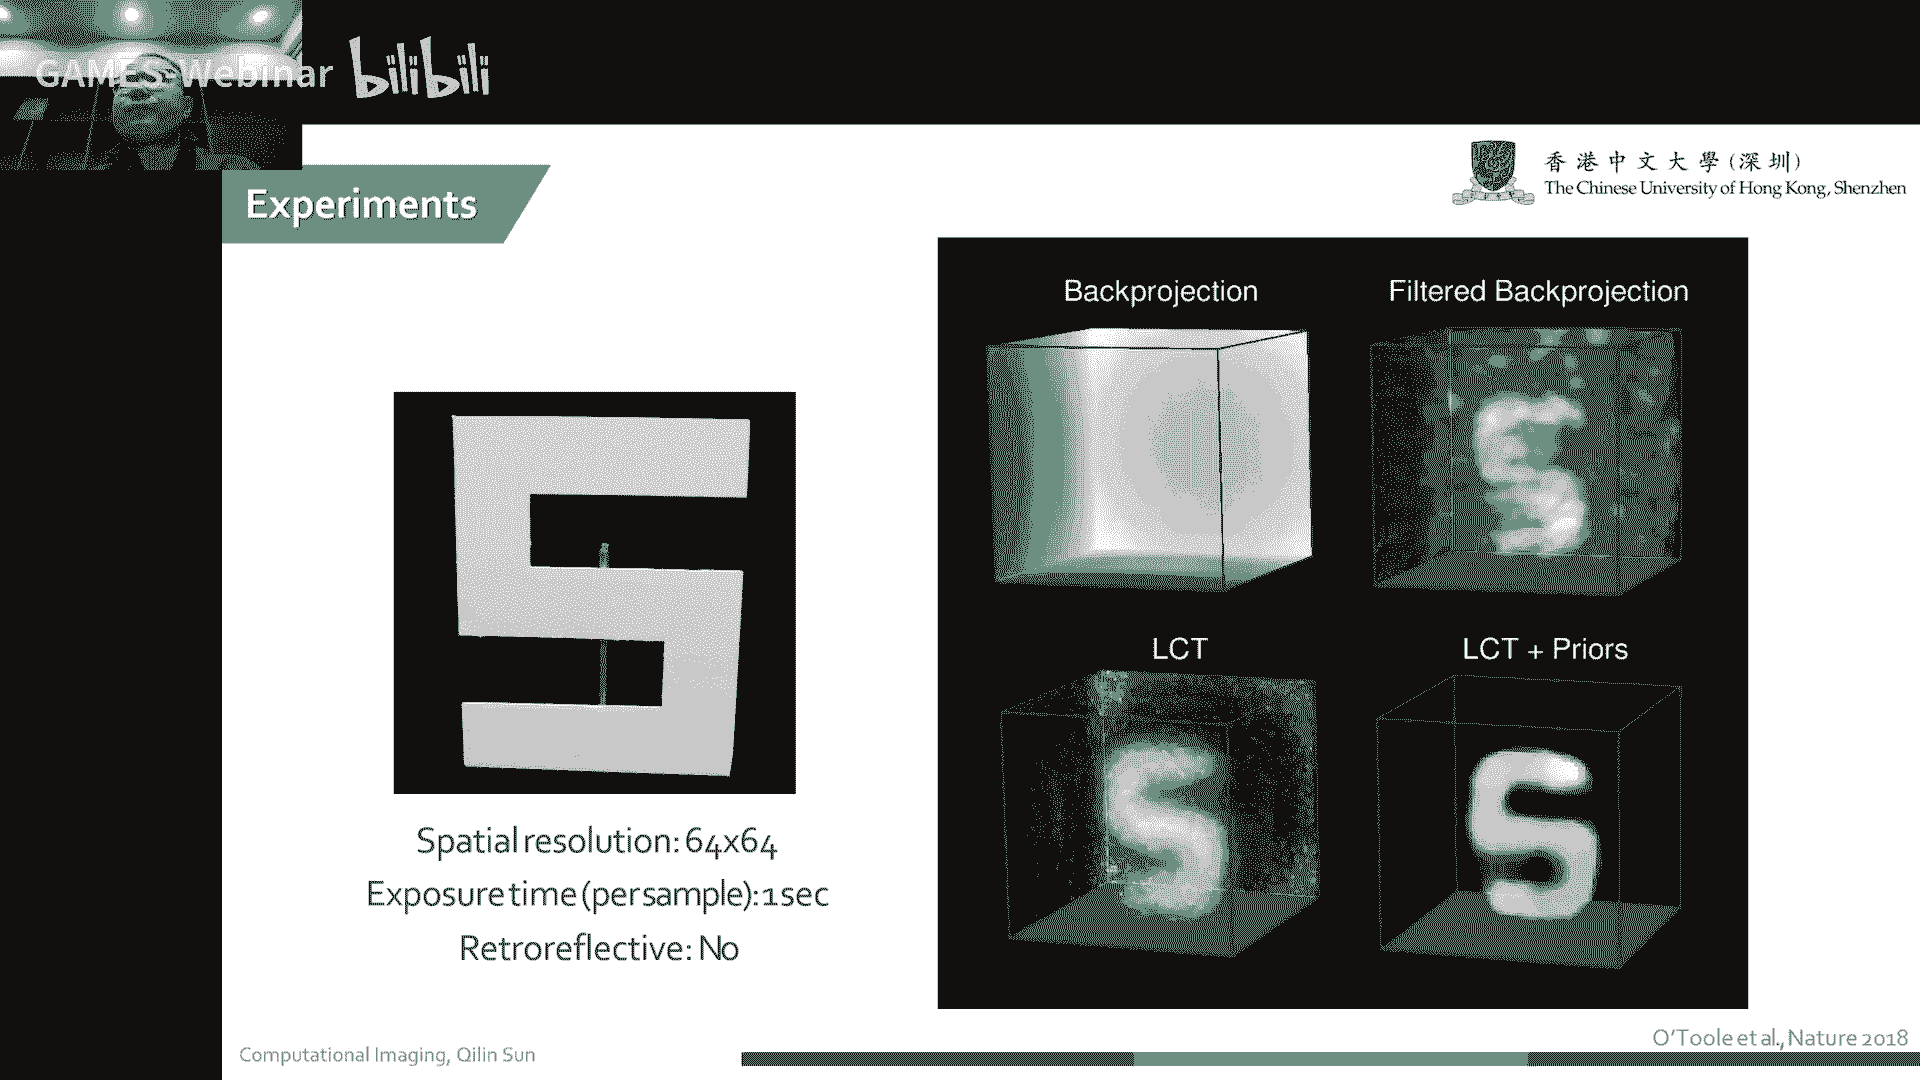 GAMES-Webinar bilibili
香港中文大學(深圳)
The Chinese University of Hong Kong, Shenzhen
Experiments
Backprojection
Filtered Backprojection
LCT
LCT + Priors
Spatial resolution: 64x64
Exposure time (per sample): 1 sec
Retroreflective: No
O'Toole et al., Nature 2018
Computational Imaging, Qilin Sun